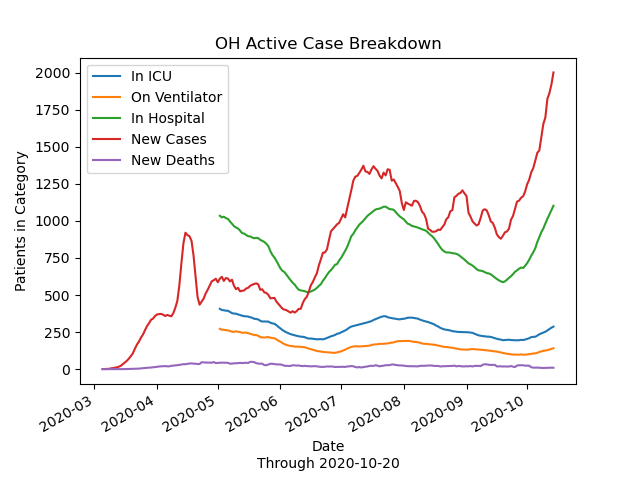 OH Active Case Breakdown
In ICU
On Ventilator
In Hospital
New Cases
New Deaths
Patients in Category
2000
1750
1500
1250
1000
750
500
250
0
2020-03
2020-04
2020-05
2020-06
2020-07
2020-08
2020-09
2020-10
Date
Through 2020-10-20